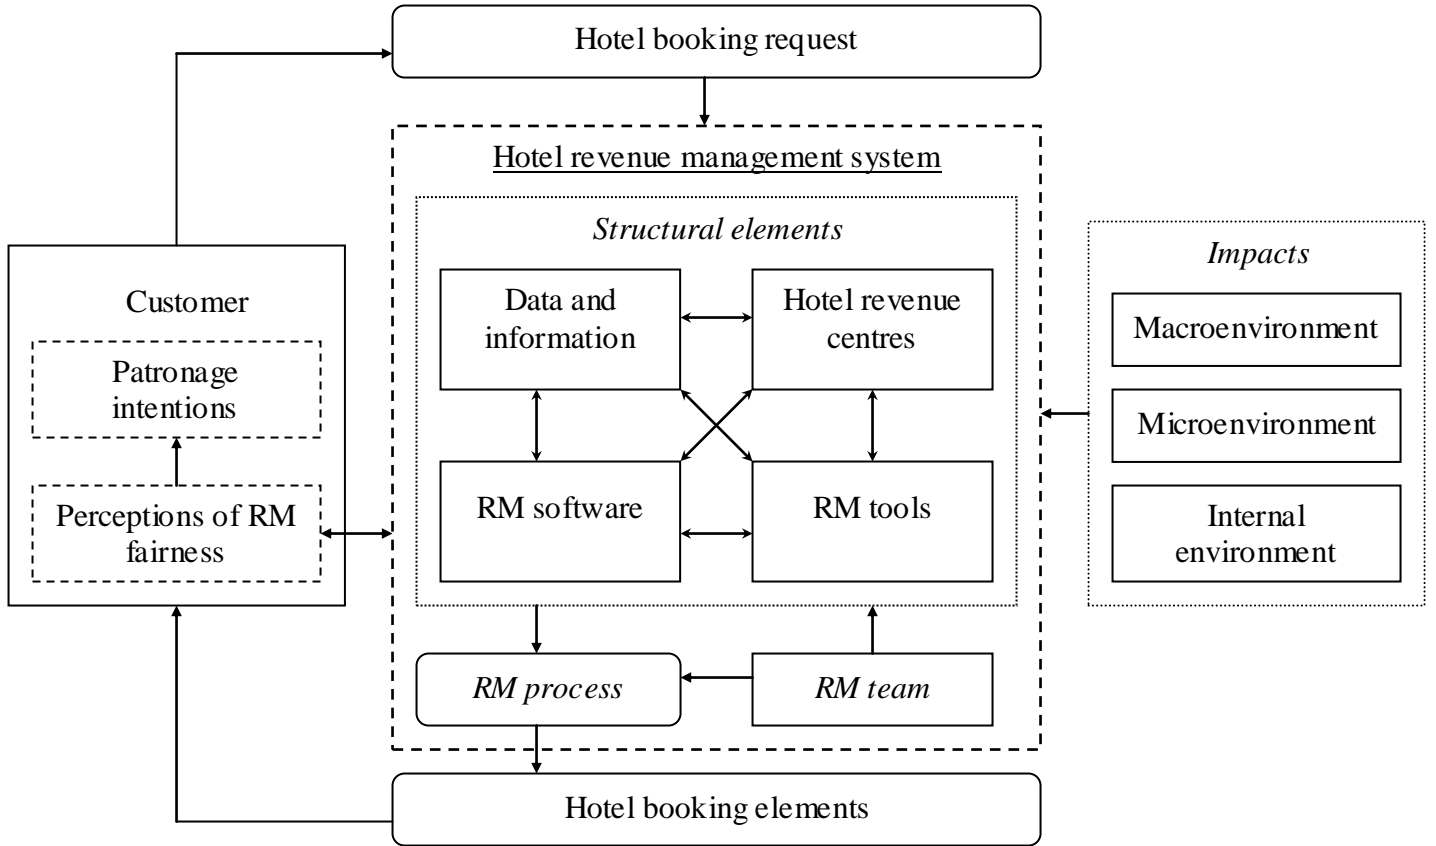 Hotel booking request
Hotel revenue management system
Structural elements
Data and
information
Hotel revenue
centres
RM software
RM tools
RM process
RM team
Hotel booking elements
Customer
Patronage
intentions
Perceptions of RM
fairness
Impacts
Macroenvironment
Microenvironment
Internal
environment